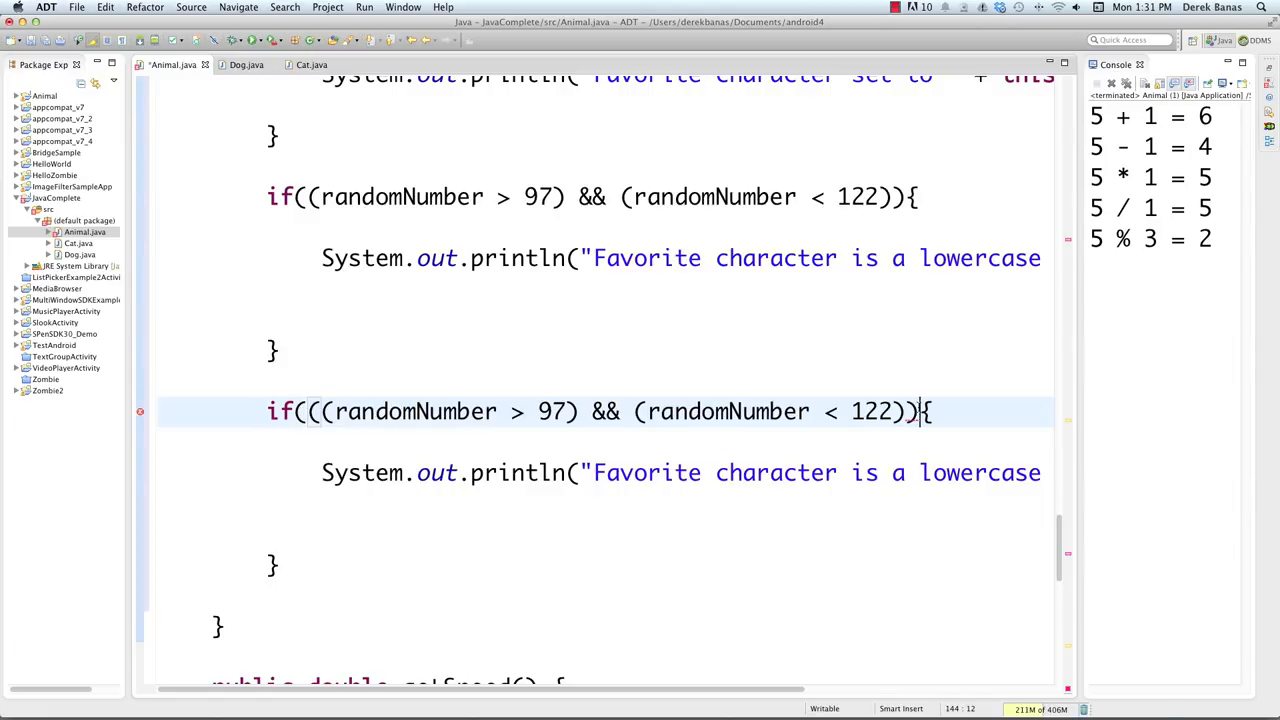 ADT File Edit Refactor Source Navigate Search Project Run Window Help 10 Mon 1:31 PM Derek Banas
Java - JavaComplete/src/Animal.java - ADT - /Users/derekbanas/Documents/android4
Quick Access Java DDMS
Package Exp
Animal
appcompat_v7
appcompat_v7_2
appcompat_v7_3
appcompat_v7_4
BridgeSample
HelloWorld
HelloZombie
ImageFilterSampleApp
JavaComplete
src
(default package)
Animal.java
Cat.java
Dog.java
JRE System Library [Ja
ListPickerExample2Activi
MediaBrowser
MultiWindowSDKExample
MusicPlayerActivity
SlookActivity
SPenSDK30_Demo
TestAndroid
TextGroupActivity
VideoPlayerActivity
Zombie
Zombie2
*Animal.java Dog.java Cat.java
System.out.println("Favorite character set to " + this
}
if((randomNumber > 97) && (randomNumber < 122)){
System.out.println("Favorite character is a lowercase
}
if(((randomNumber > 97) && (randomNumber < 122)){
System.out.println("Favorite character is a lowercase
}
}
public double getSpeed() {
Console
<terminated> Animal (1) [Java Application] /S
5 + 1 = 6
5 - 1 = 4
5 * 1 = 5
5 / 1 = 5
5 % 3 = 2
Writable Smart Insert 144 : 12 211M of 406M